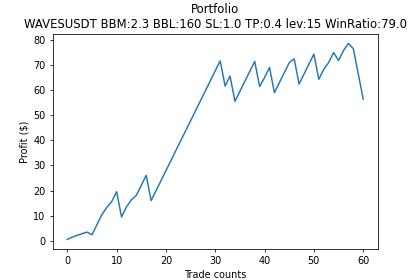 Portfolio
WAVESUSDT BBM:2.3 BBL:160 SL:1.0 TP:0.4 lev:15 WinRatio:79.0
80
70
60
50
40
30
20
10
0
Profit ($)
0 10 20 30 40 50 60
Trade counts